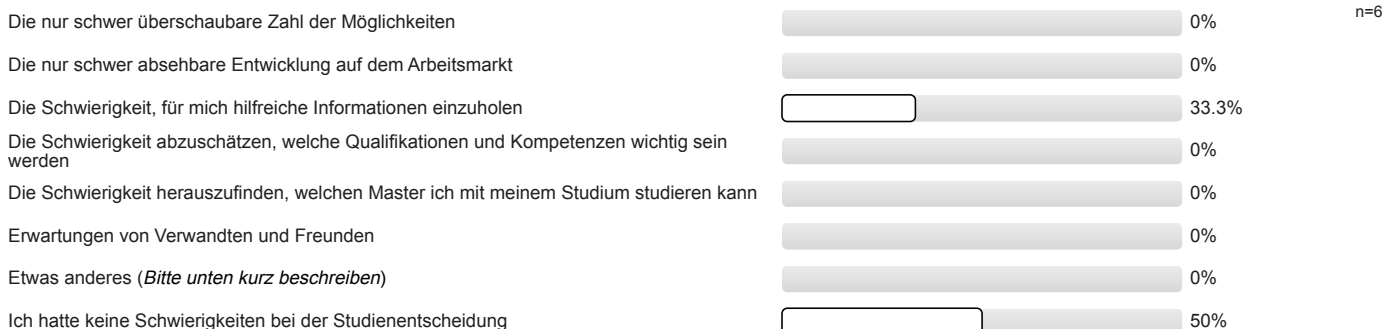 Die nur schwer überschaubare Zahl der Möglichkeiten 0% n=6
Die nur schwer absehbare Entwicklung auf dem Arbeitsmarkt 0%
Die Schwierigkeit, für mich hilfreiche Informationen einzuholen 33.3%
Die Schwierigkeit abzuschätzen, welche Qualifikationen und Kompetenzen wichtig sein
werden 0%
Die Schwierigkeit herauszufinden, welchen Master ich mit meinem Studium studieren kann 0%
Erwartungen von Verwandten und Freunden 0%
Etwas anderes (Bitte unten kurz beschreiben) 0%
Ich hatte keine Schwierigkeiten bei der Studienentscheidung 50%